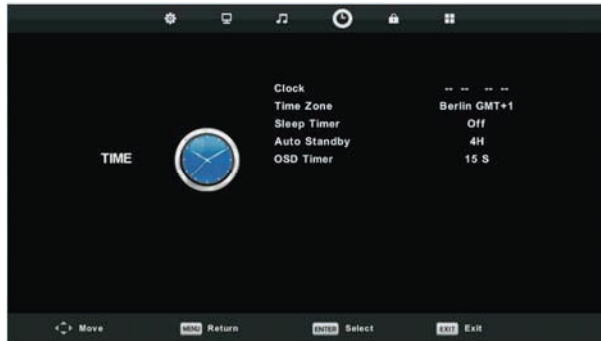 Clock -- -- -- --
Time Zone Berlin GMT+1
Sleep Timer Off
Auto Standby 4H
TIME
OSD Timer 15 S
Move MENU Return ENTER Select EXIT Exit